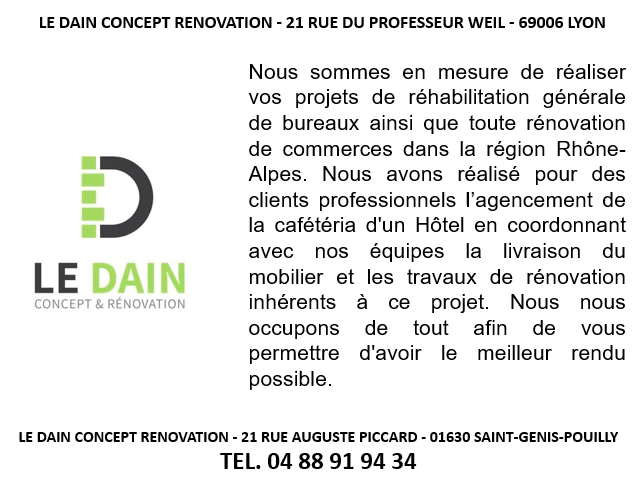 LE DAIN CONCEPT RENOVATION - 21 RUE DU PROFESSEUR WEIL - 69006 LYON
Nous sommes en mesure de réaliser
vos projets de réhabilitation générale
de bureaux ainsi que toute rénovation
de commerces dans la région Rhône-
Alpes. Nous avons réalisé pour des
clients professionnels l’agencement de
la cafétéria d'un Hôtel en coordonnant
avec nos équipes la livraison du
mobilier et les travaux de rénovation
inhérents à ce projet. Nous nous
occupons de tout afin de vous
permettre d'avoir le meilleur rendu
possible.
D
LE DAIN
CONCEPT & RÉNOVATION
LE DAIN CONCEPT RENOVATION - 21 RUE AUGUSTE PICCARD - 01630 SAINT-GENIS-POUILLY
TEL. 04 88 91 94 34